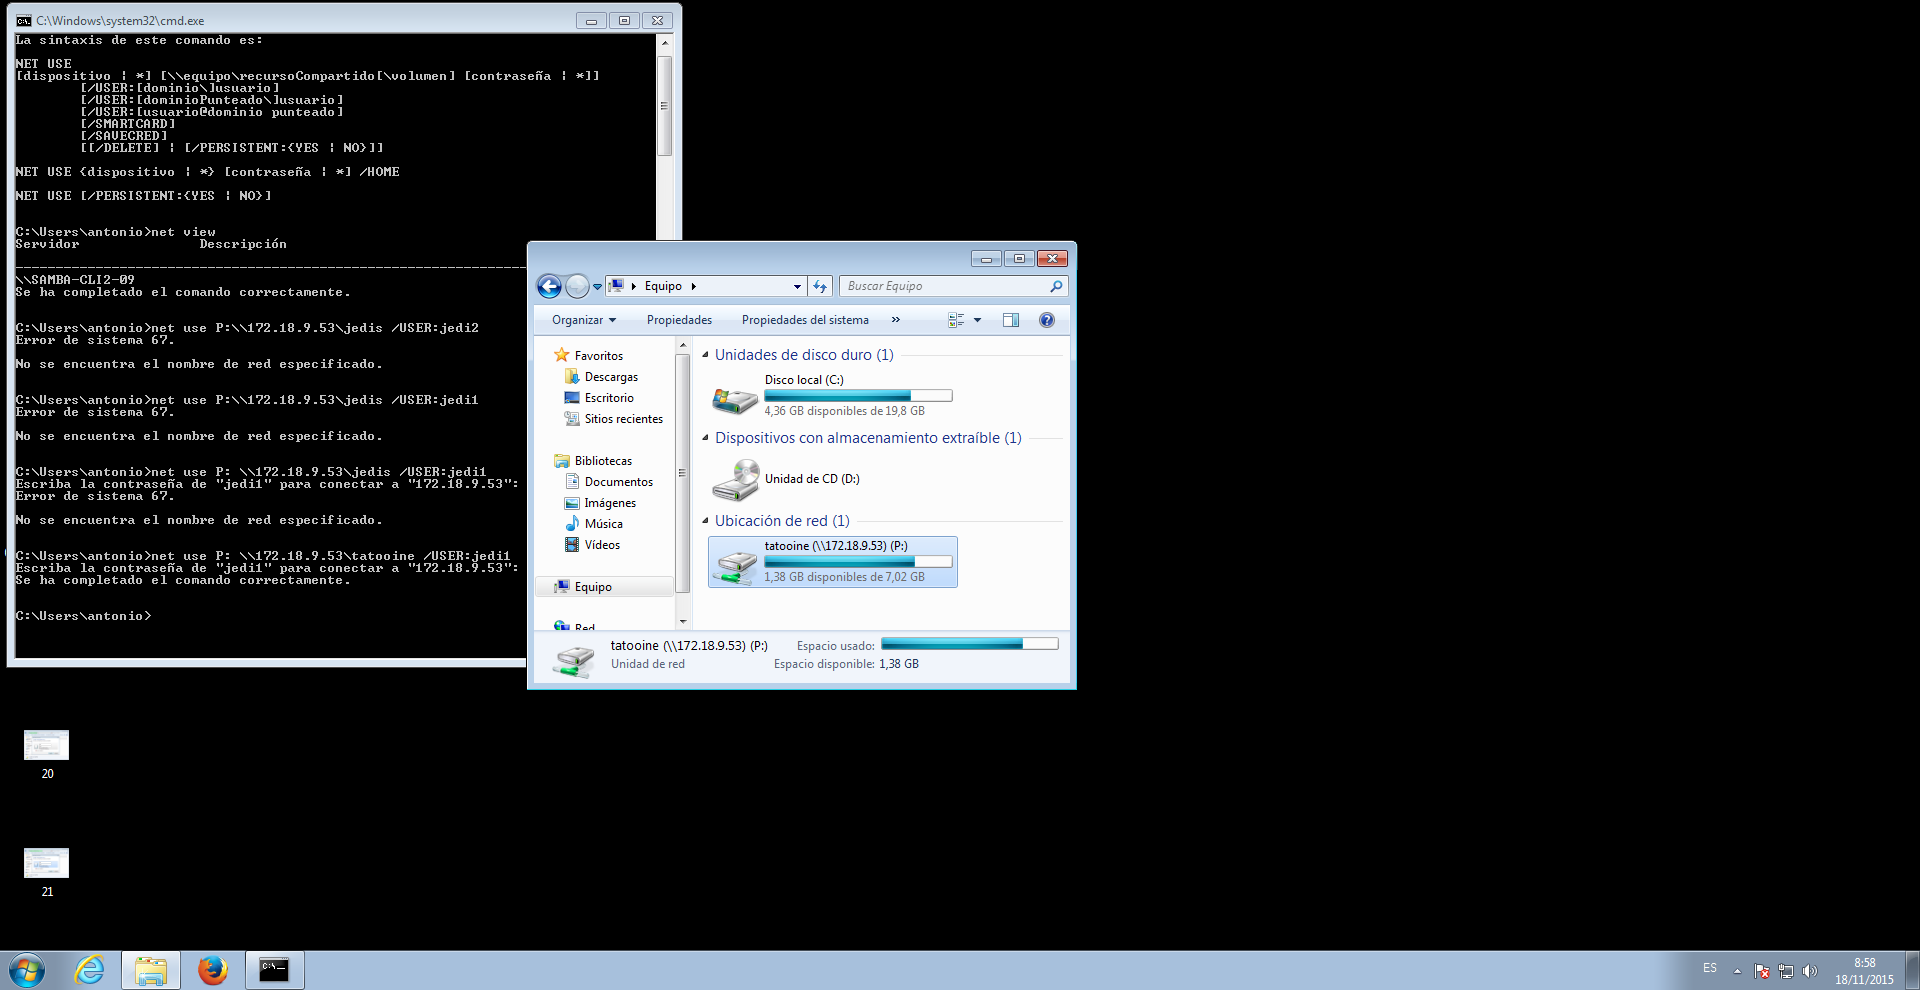 C:\Windows\system32\cmd.exe
La sintaxis de este comando es:
NET USE
[dispositivo | *] [\\equipo\recursoCompartido[\volumen] [contraseña | *]]
[/USER:[dominio\]usuario]
[/USER:[dominioPunteado\]usuario]
[/USER:[usuario@dominio punteado]
[/SMARTCARD]
[/SAVECRED]
[[/DELETE] | [/PERSISTENT:{YES | NO}]]
NET USE {dispositivo | *} [contraseña | *] /HOME
NET USE [/PERSISTENT:{YES | NO}]
C:\Users\antonio>net view
Servidor Descripción
-------------------------------------------------------------------------------
\\SAMBA-CLI2-09
Se ha completado el comando correctamente.
C:\Users\antonio>net use P:\\172.18.9.53\jedis /USER:jedi2
Error de sistema 67.
No se encuentra el nombre de red especificado.
C:\Users\antonio>net use P:\\172.18.9.53\jedis /USER:jedi1
Error de sistema 67.
No se encuentra el nombre de red especificado.
C:\Users\antonio>net use P: \\172.18.9.53\jedis /USER:jedi1
Escriba la contraseña de "jedi1" para conectar a "172.18.9.53":
Error de sistema 67.
No se encuentra el nombre de red especificado.
C:\Users\antonio>net use P: \\172.18.9.53\tatooine /USER:jedi1
Escriba la contraseña de "jedi1" para conectar a "172.18.9.53":
Se ha completado el comando correctamente.
C:\Users\antonio>
Equipo
Buscar Equipo
Organizar Propiedades Propiedades del sistema »
Favoritos
Descargas
Escritorio
Sitios recientes
Bibliotecas
Documentos
Imágenes
Música
Vídeos
Equipo
Red
Unidades de disco duro (1)
Disco local (C:)
4,36 GB disponibles de 19,8 GB
Dispositivos con almacenamiento extraíble (1)
Unidad de CD (D:)
Ubicación de red (1)
tatooine (\\172.18.9.53) (P:)
1,38 GB disponibles de 7,02 GB
tatooine (\\172.18.9.53) (P:) Espacio usado:
Unidad de red Espacio disponible: 1,38 GB
20
21
ES
8:58
18/11/2015